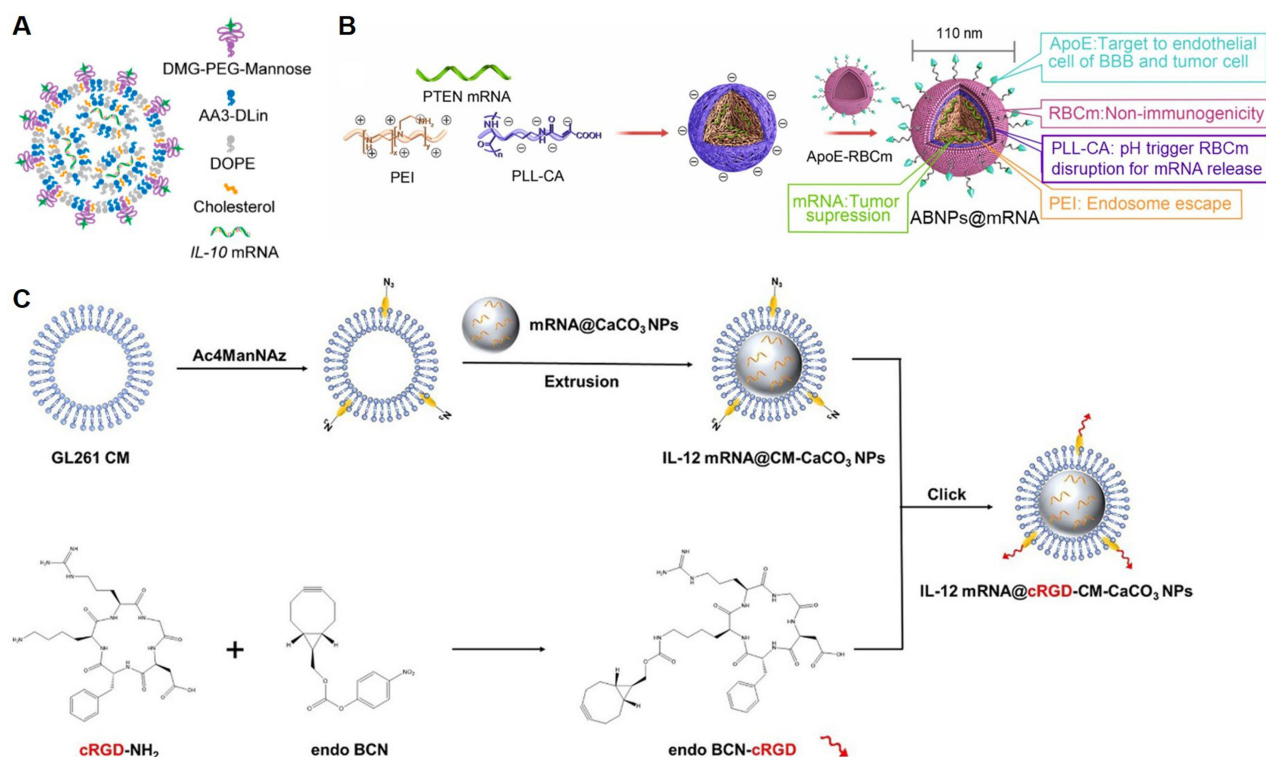 A
DMG-PEG-Mannose
AA3-DLin
DOPE
Cholesterol
IL-10 mRNA
B
PTEN mRNA
PEI
PLL-CA
COOH
ApoE-RBCm
110 nm
ABNPs@mRNA
ApoE:Target to endothelial
cell of BBB and tumor cell
RBCm:Non-immunogenicity
PLL-CA: pH trigger RBCm
disruption for mRNA release
PEI: Endosome escape
mRNA:Tumor
supression
C
GL261 CM
Ac4ManNAz
N3
mRNA@CaCO3 NPs
Extrusion
N3
IL-12 mRNA@CM-CaCO3 NPs
Click
IL-12 mRNA@cRGD-CM-CaCO3 NPs
cRGD-NH2
+
endo BCN
endo BCN-cRGD